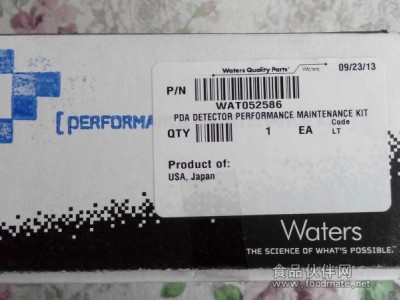 Waters Quality Parts Waters 09/23/13
P/N
WAT052586
[PERFORMA
PDA DETECTOR PERFORMANCE MAINTENANCE KIT
QTY 1 EA Code
LT
Product of:
USA, Japan
Waters
THE SCIENCE OF WHAT'S POSSIBLE.
食品伙伴网
www.foodmate.net